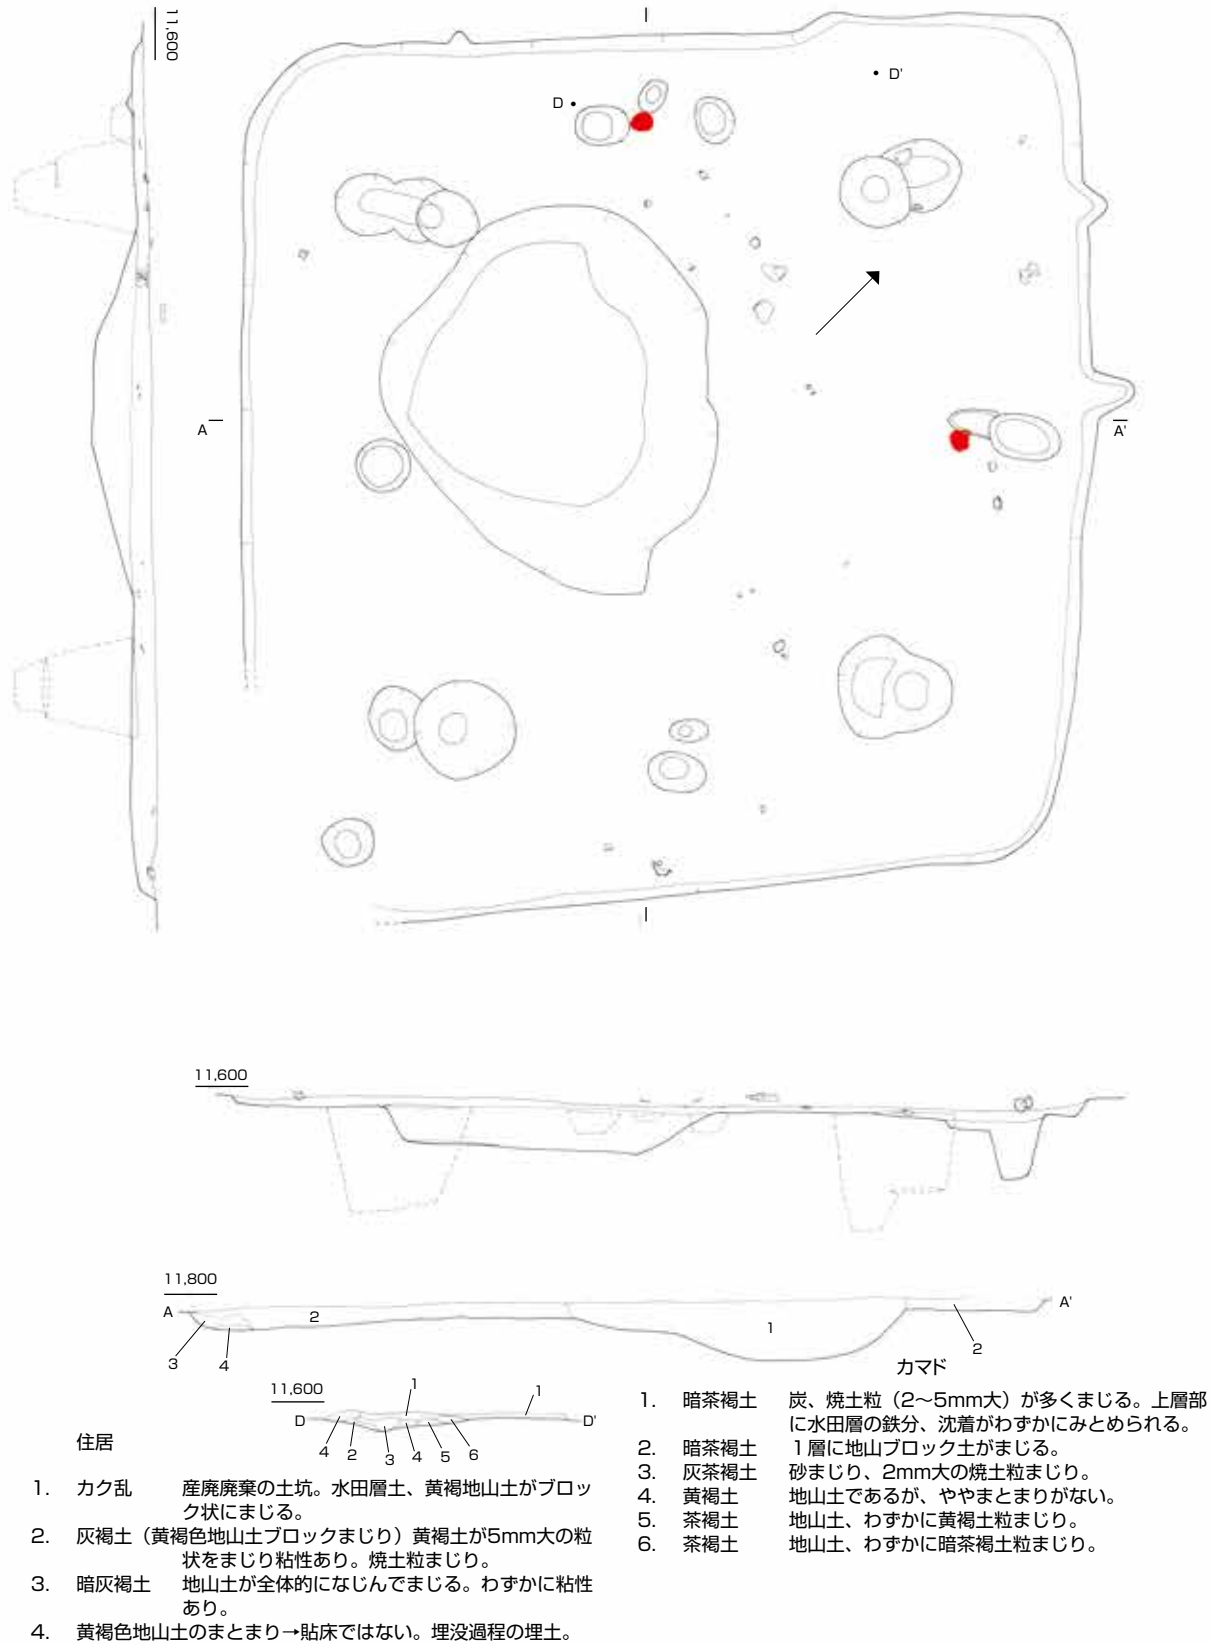 11,600
D
D'
A
A'
11,600
11,800
A
A'
2
1
3
4
2
カマド
11,600
1
1
D
D'
4
2
3
4
5
6
住居
1. カク乱 産廃廃棄の土坑。水田層土、黄褐地山土がブロッ
ク状にまじる。
2. 灰褐土（黄褐色地山土ブロックまじり）黄褐土が5mm大の粒
状をまじり粘性あり。焼土粒まじり。
3. 暗灰褐土 地山土が全体的になじんでまじる。わずかに粘性
あり。
4. 黄褐色地山土のまとまり→貼床ではない。埋没過程の埋土。
1. 暗茶褐土 炭、焼土粒（2〜5mm大）が多くまじる。上層部
に水田層の鉄分、沈着がわずかにみとめられる。
2. 暗茶褐土 1層に地山ブロック土がまじる。
3. 灰茶褐土 砂まじり、2mm大の焼土粒まじり。
4. 黄褐土 地山土であるが、ややまとまりがない。
5. 茶褐土 地山土、わずかに黄褐土粒まじり。
6. 茶褐土 地山土、わずかに暗茶褐土粒まじり。